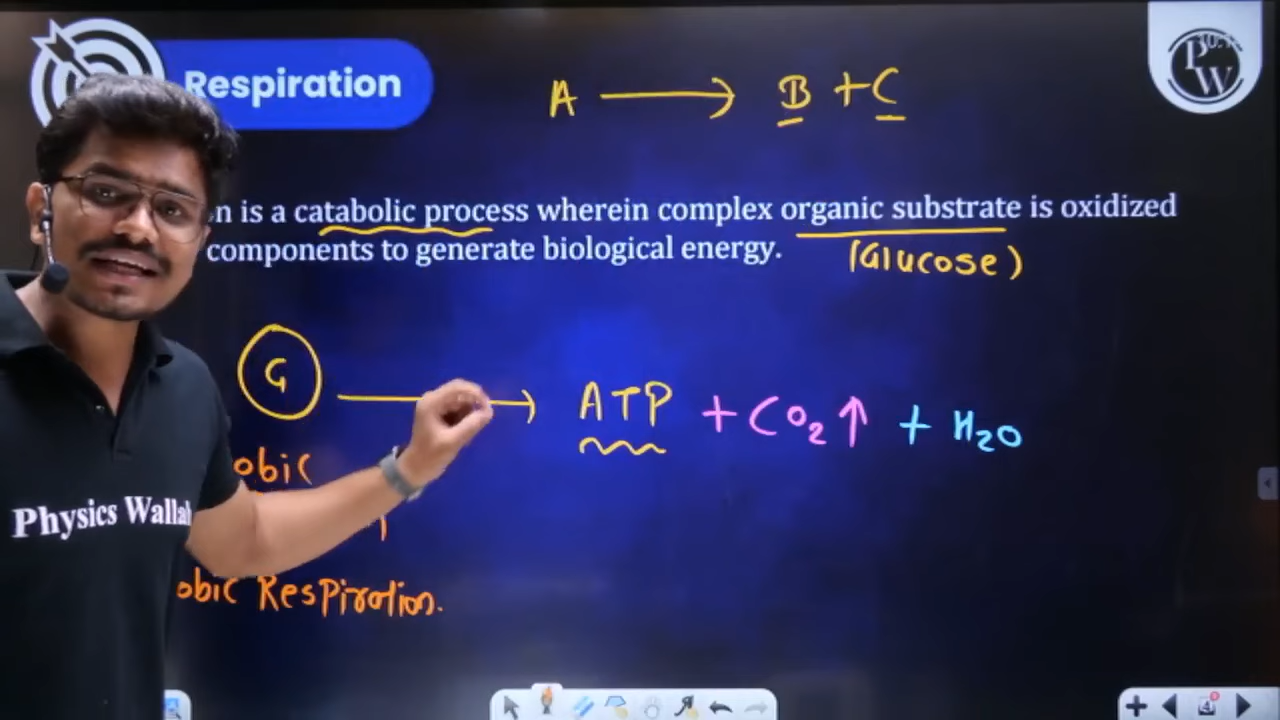 Respiration
A → B + C
PW
n is a catabolic process wherein complex organic substrate is oxidized
components to generate biological energy.
(Glucose)
G → ATP + CO2↑ + H2O
obic
Physics Wallah
obic Respiration.